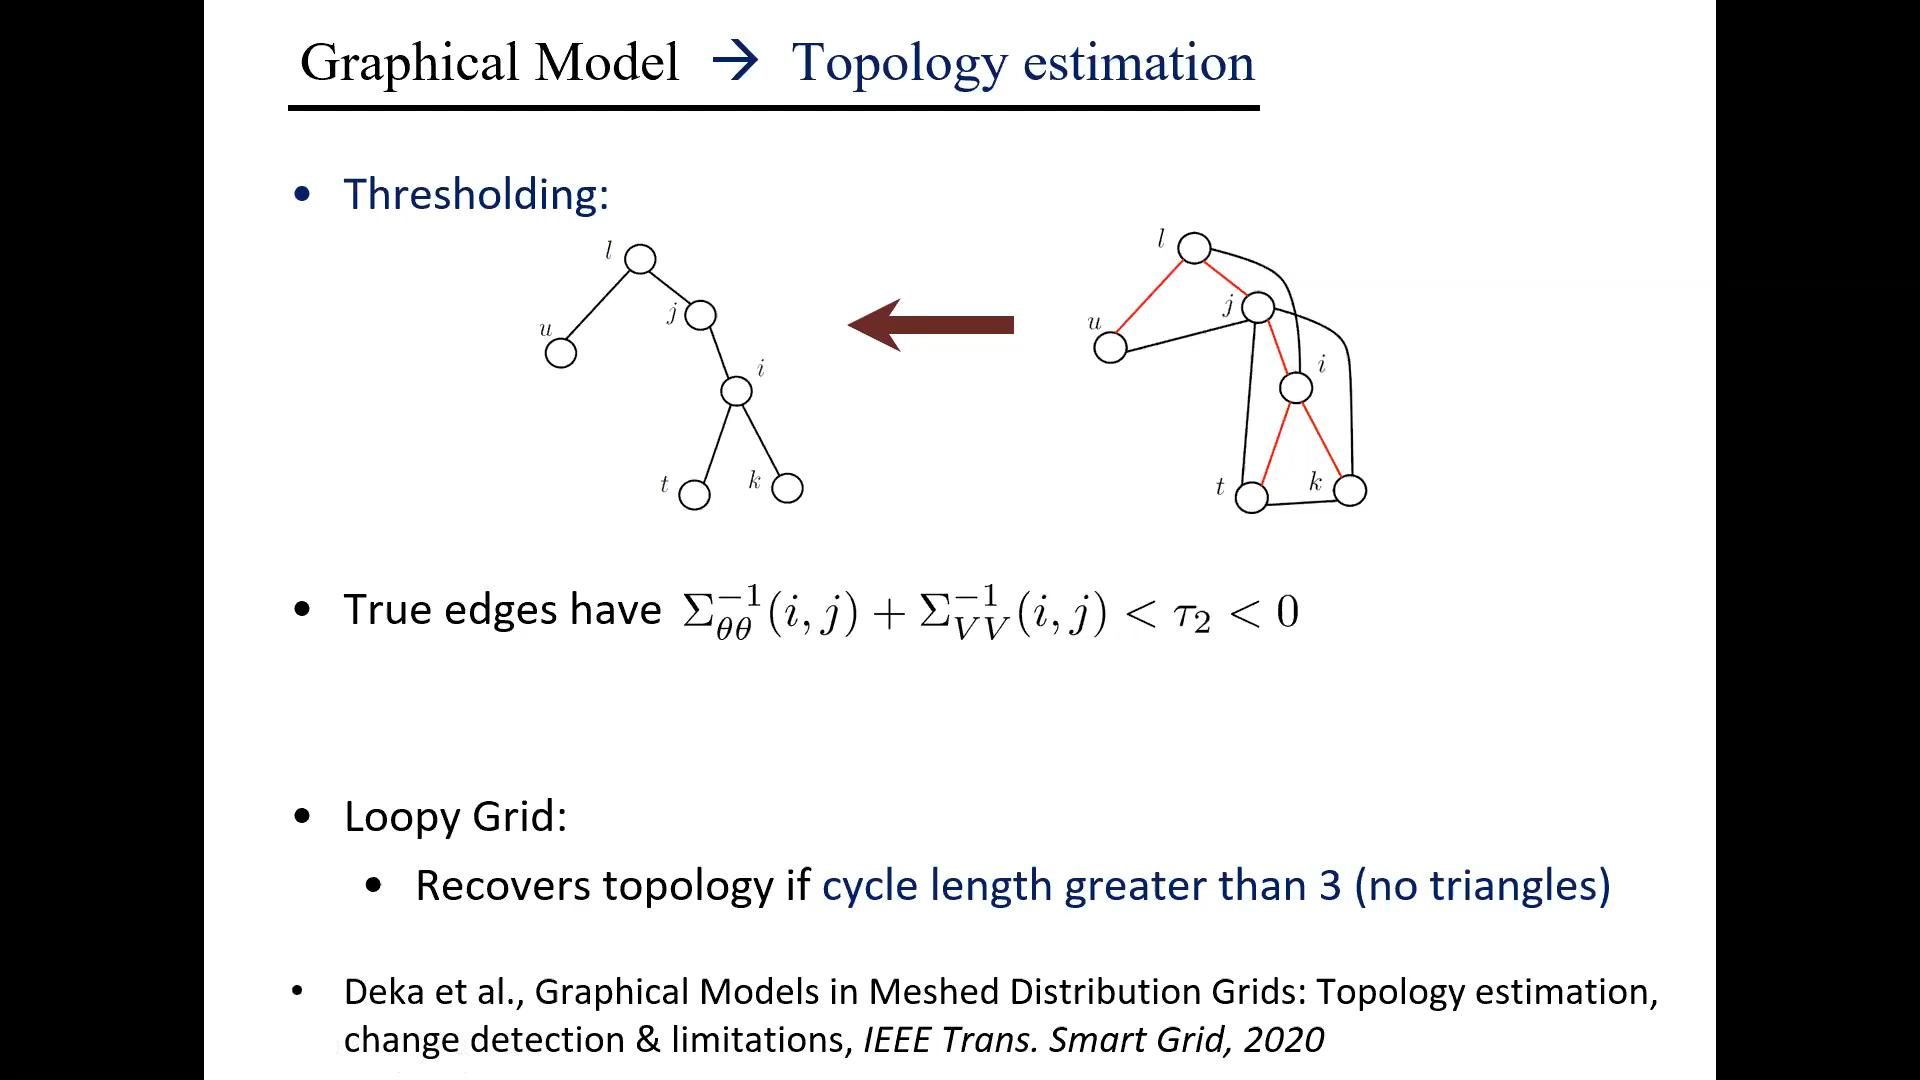 Graphical Model → Topology estimation
• Thresholding:
l
u
j
i
t
k
l
u
j
i
t
k
• True edges have Σ_{θθ}^{-1}(i, j) + Σ_{VV}^{-1}(i, j) < τ_2 < 0
• Loopy Grid:
• Recovers topology if cycle length greater than 3 (no triangles)
• Deka et al., Graphical Models in Meshed Distribution Grids: Topology estimation,
change detection & limitations, IEEE Trans. Smart Grid, 2020